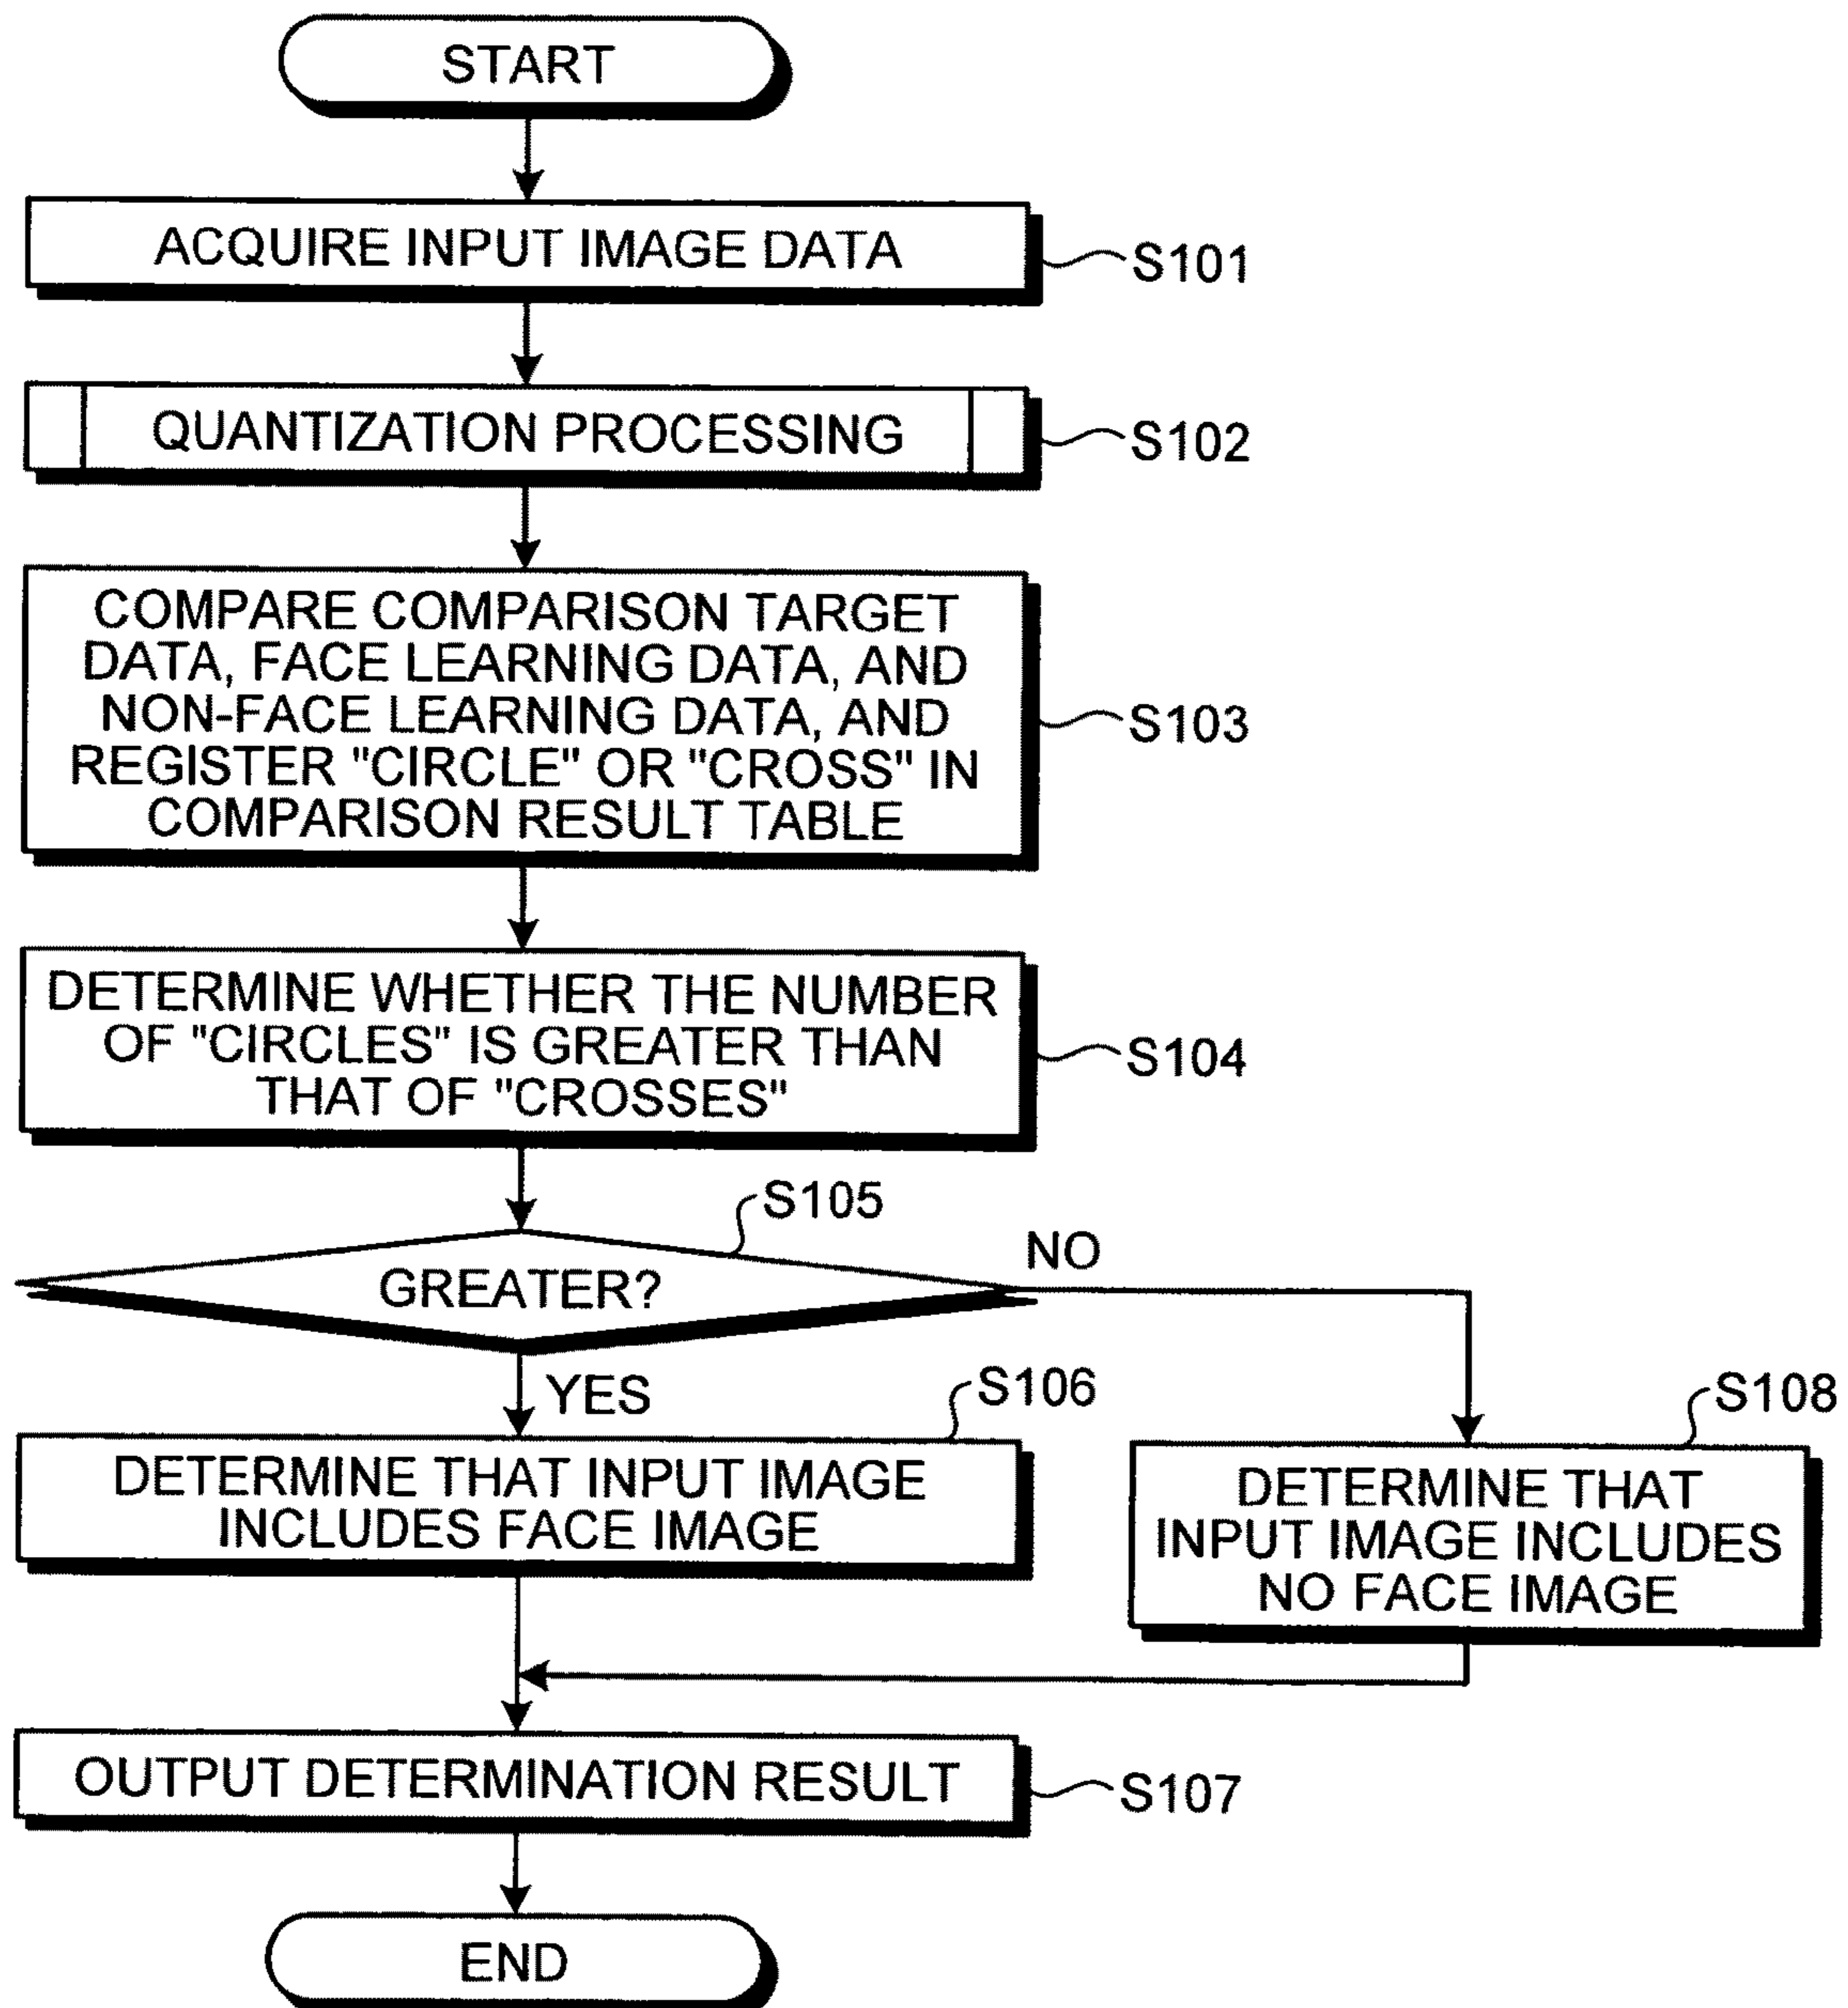 START
ACQUIRE INPUT IMAGE DATA
S101
QUANTIZATION PROCESSING
S102
COMPARE COMPARISON TARGET
DATA, FACE LEARNING DATA, AND
NON-FACE LEARNING DATA, AND
REGISTER "CIRCLE" OR "CROSS" IN
COMPARISON RESULT TABLE
S103
DETERMINE WHETHER THE NUMBER
OF "CIRCLES" IS GREATER THAN
THAT OF "CROSSES"
S104
S105
GREATER?
NO
YES
S106
DETERMINE THAT INPUT IMAGE
INCLUDES FACE IMAGE
S108
DETERMINE THAT
INPUT IMAGE INCLUDES
NO FACE IMAGE
OUTPUT DETERMINATION RESULT
S107
END